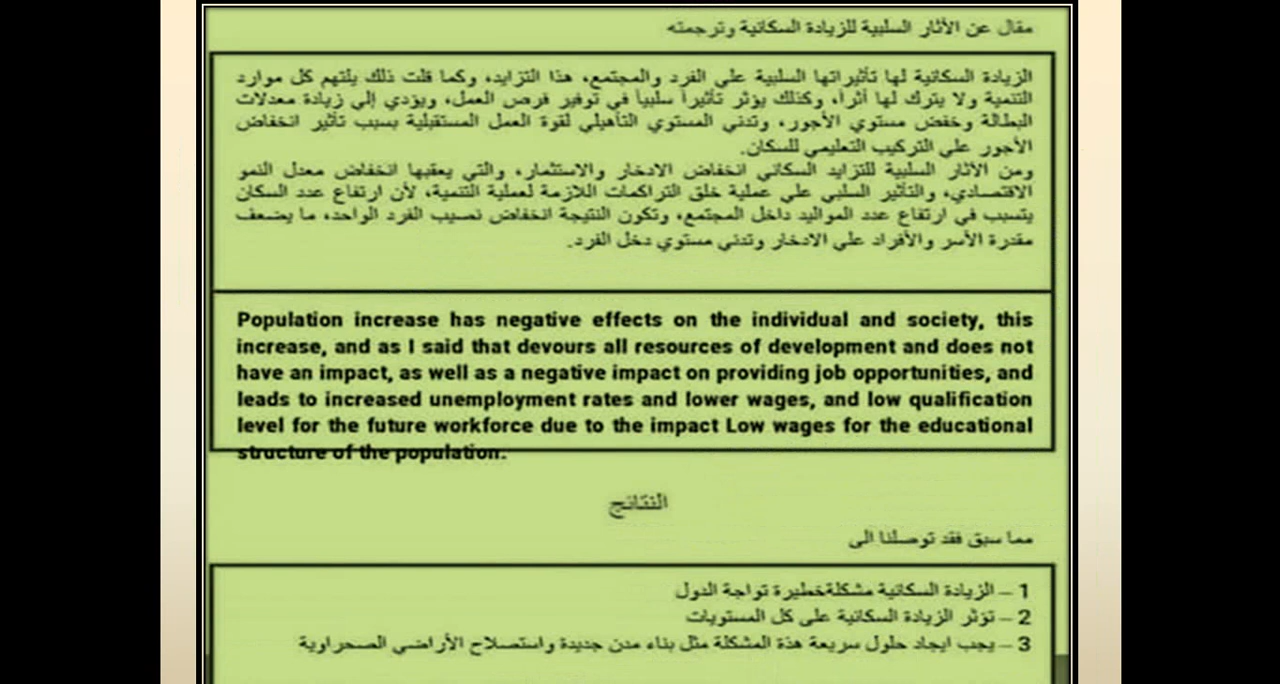 مقال عن الأثار السلبية للزيادة السكانية وترجمته
الزيادة السكانية لها تأثيراتها السلبية علي الفرد والمجتمع، هذا التزايد، وكما قلت ذلك يلتهم كل موارد
التنمية ولا يترك لها أثراً، وكذلك يؤثر تأثيراً سلبياً في توفير فرص العمل، ويؤدي إلي زيادة معدلات
البطالة وخفض مستوي الأجور، وتدني المستوي التأهيلي لقوة العمل المستقبلية بسبب تأثير انخفاض
الأجور علي التركيب التعليمي للسكان.
ومن الأثار السلبية للتزايد السكاني انخفاض الادخار والاستثمار، والتي يعقبها انخفاض معدل النمو
الاقتصادي، والتأثير السلبي علي عملية خلق التراكمات اللازمة لعملية التنمية، لأن ارتفاع عدد السكان
يتسبب في ارتفاع عدد المواليد داخل المجتمع، وتكون النتيجة انخفاض نصيب الفرد الواحد، ما يضعف
مقدرة الأسر والأفراد علي الادخار وتدني مستوي دخل الفرد.
Population increase has negative effects on the individual and society, this
increase, and as I said that devours all resources of development and does not
have an impact, as well as a negative impact on providing job opportunities, and
leads to increased unemployment rates and lower wages, and low qualification
level for the future workforce due to the impact Low wages for the educational
structure of the population.
النتائج
مما سبق فقد توصلنا الى
1 – الزيادة السكانية مشكلةخطيرة تواجة الدول
2 – تؤثر الزيادة السكانية على كل المستويات
3 – يجب ايجاد حلول سريعة هذة المشكلة مثل بناء مدن جديدة واستصلاح الأراضي الصحراوية